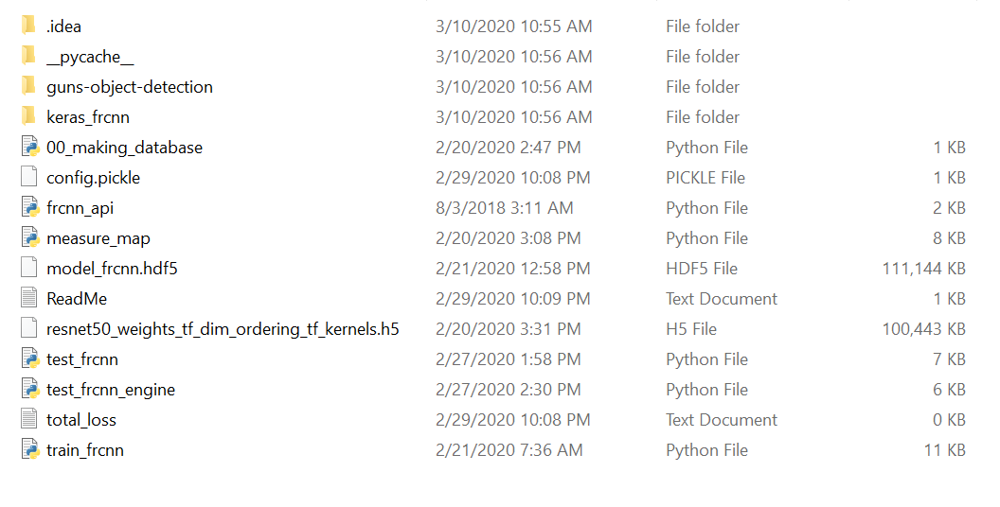 .idea 3/10/2020 10:55 AM File folder
__pycache__ 3/10/2020 10:56 AM File folder
guns-object-detection 3/10/2020 10:56 AM File folder
keras_frcnn 3/10/2020 10:56 AM File folder
00_making_database 2/20/2020 2:47 PM Python File 1 KB
config.pickle 2/29/2020 10:08 PM PICKLE File 1 KB
frcnn_api 8/3/2018 3:11 AM Python File 2 KB
measure_map 2/20/2020 3:08 PM Python File 8 KB
model_frcnn.hdf5 2/21/2020 12:58 PM HDF5 File 111,144 KB
ReadMe 2/29/2020 10:09 PM Text Document 1 KB
resnet50_weights_tf_dim_ordering_tf_kernels.h5 2/20/2020 3:31 PM H5 File 100,443 KB
test_frcnn 2/27/2020 1:58 PM Python File 7 KB
test_frcnn_engine 2/27/2020 2:30 PM Python File 6 KB
total_loss 2/29/2020 10:08 PM Text Document 0 KB
train_frcnn 2/21/2020 7:36 AM Python File 11 KB